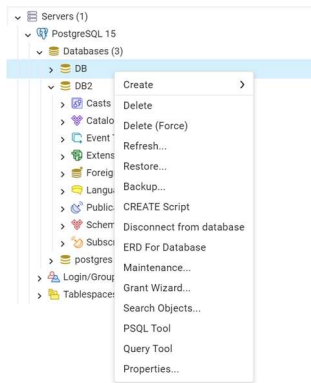 Servers (1)
PostgreSQL 15
Databases (3)
DB
DB2
Casts
Catalo
Event T
Extens
Foreig
Langu
Public
Schem
Subscr
postgres
Login/Group
Tablespaces
Create
Delete
Delete (Force)
Refresh...
Restore...
Backup...
CREATE Script
Disconnect from database
ERD For Database
Maintenance...
Grant Wizard...
Search Objects...
PSQL Tool
Query Tool
Properties...